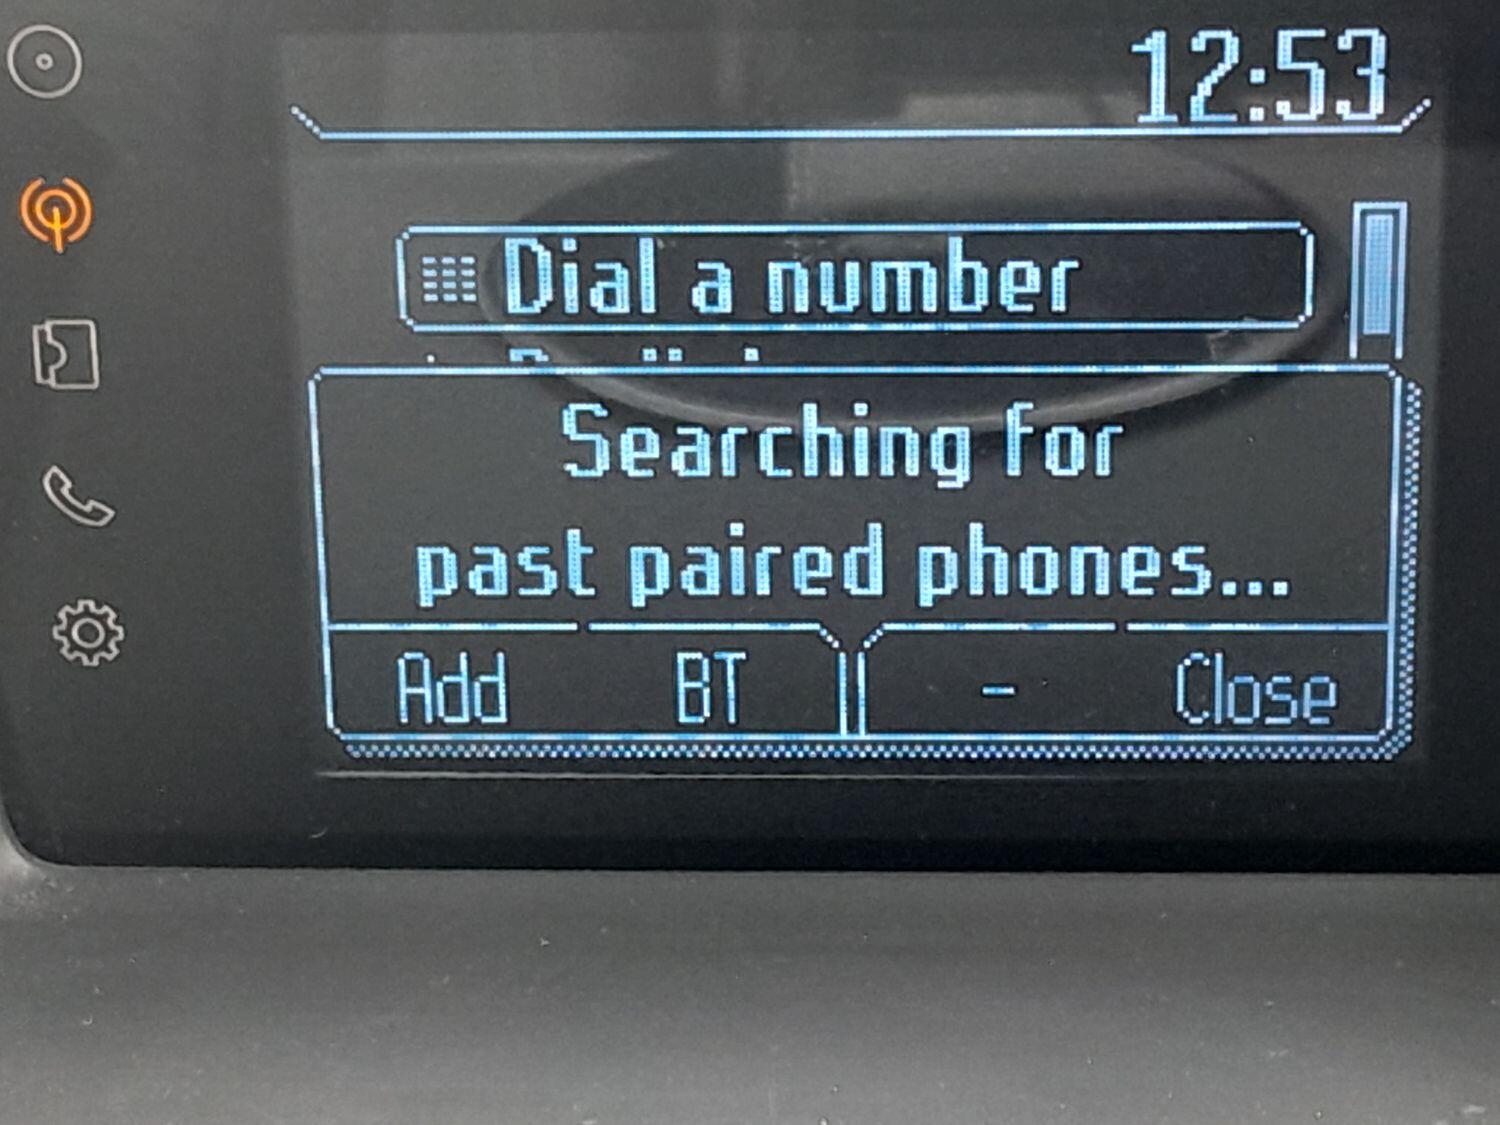 12:53
Dial a number
Searching for
past paired phones...
Add BT - Close